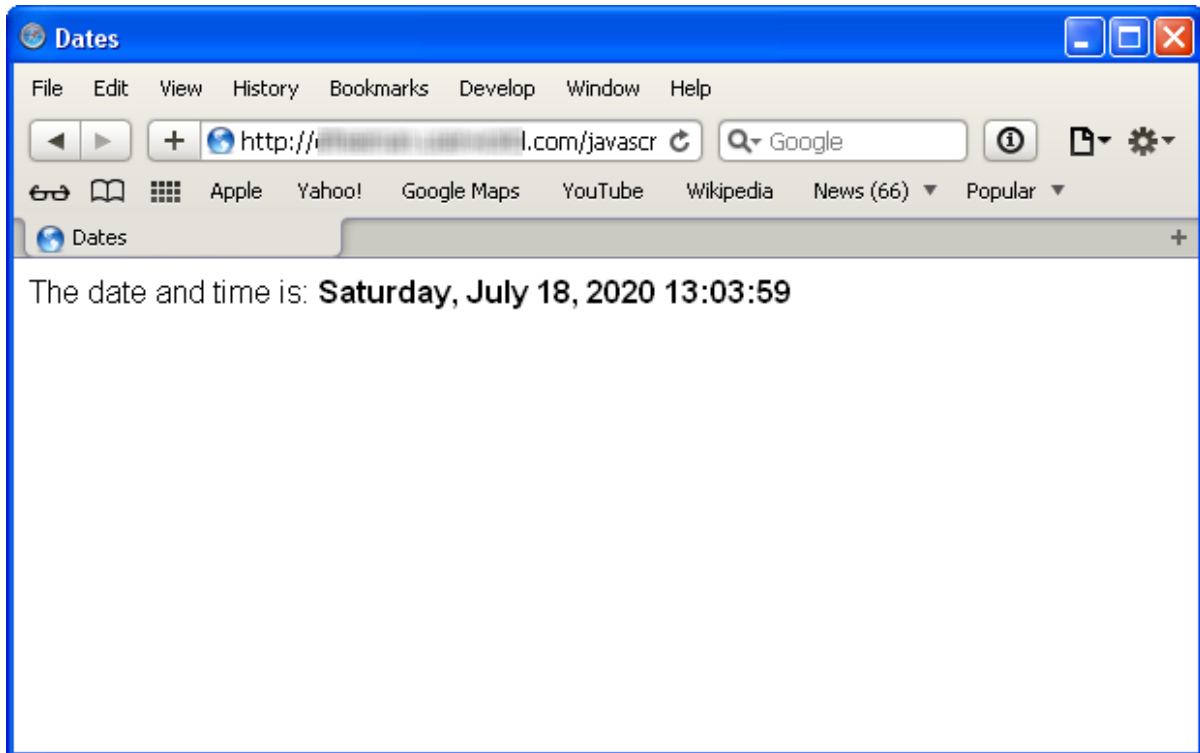 Dates
File Edit View History Bookmarks Develop Window Help
http:// l.com/javascr Google
Apple Yahoo! Google Maps YouTube Wikipedia News (66) Popular
Dates
The date and time is: Saturday, July 18, 2020 13:03:59